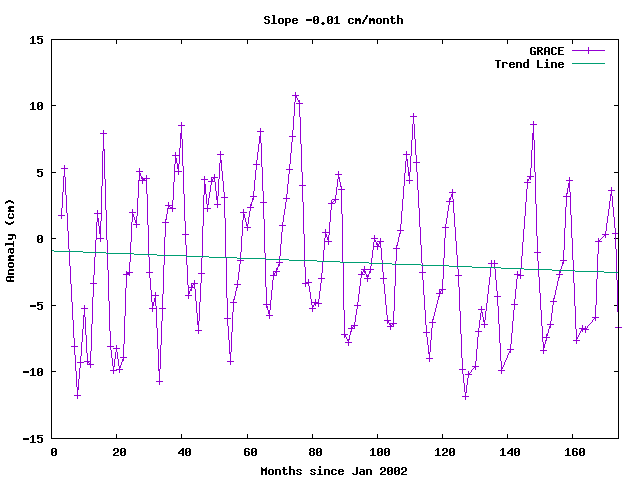 Slope -0.01 cm/month
15
GRACE
Trend Line
10
5
0
-5
-10
-15
Anomaly (cm)
0 20 40 60 80 100 120 140 160
Months since Jan 2002